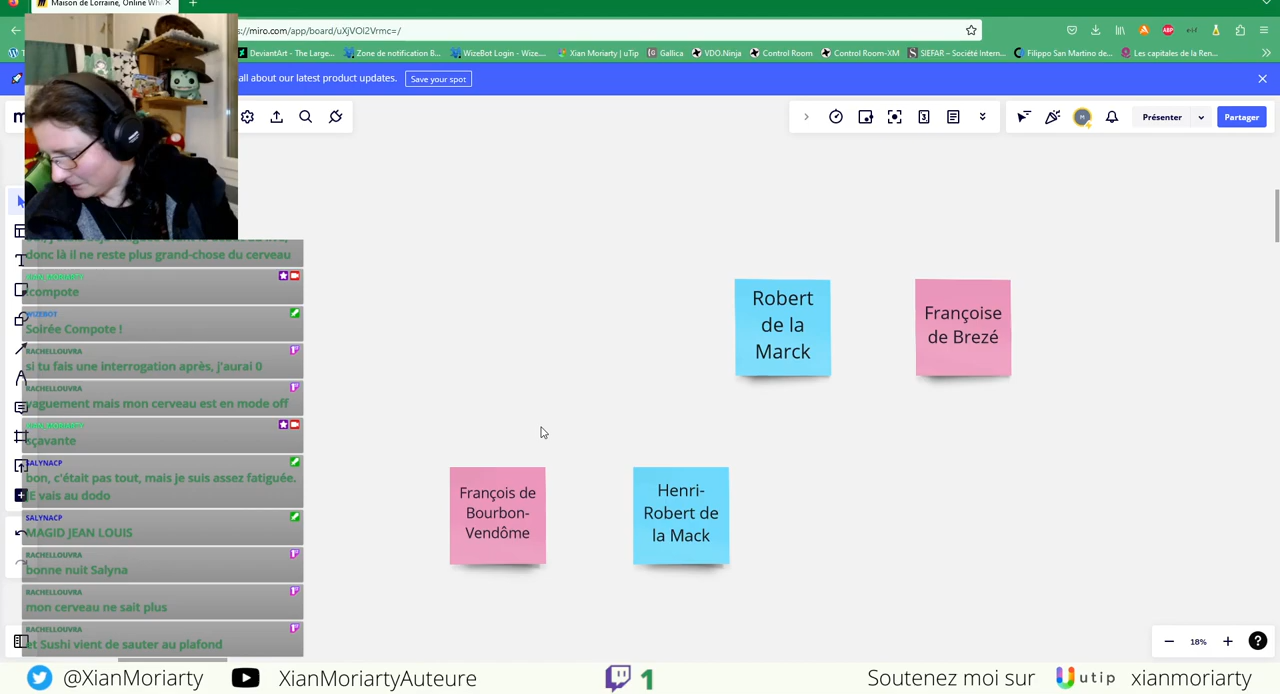 Maison de Lorraine, Online Whi
s://miro.com/app/board/uXjVOl2Vrmc=/
DeviantArt - The Large... Zone de notification B... WizeBot Login - Wize.... Xian Moriarty | uTip Gallica VDO.Ninja Control Room Control Room-XM SIEFAR – Société Intern... Filippo San Martino de... Les capitales de la Ren...
all about our latest product updates. Save your spot
Présenter Partager
donc là il ne reste plus grand-chose du cerveau
!compote
WIZEBOT
Soirée Compote !
RACHELLOUVRA
si tu fais une interrogation après, j'aurai 0
RACHELLOUVRA
vaguement mais mon cerveau est en mode off
sçavante
SALYNACP
bon, c'était pas tout, mais je suis assez fatiguée.
JE vais au dodo
SALYNACP
MAGID JEAN LOUIS
RACHELLOUVRA
bonne nuit Salyna
RACHELLOUVRA
mon cerveau ne sait plus
RACHELLOUVRA
et Sushi vient de sauter au plafond
Robert
de la
Marck
Françoise
de Brezé
François de
Bourbon-
Vendôme
Henri-
Robert de
la Mack
18%
@XianMoriarty XianMoriartyAuteure 1 Soutenez moi sur utip xianmoriarty